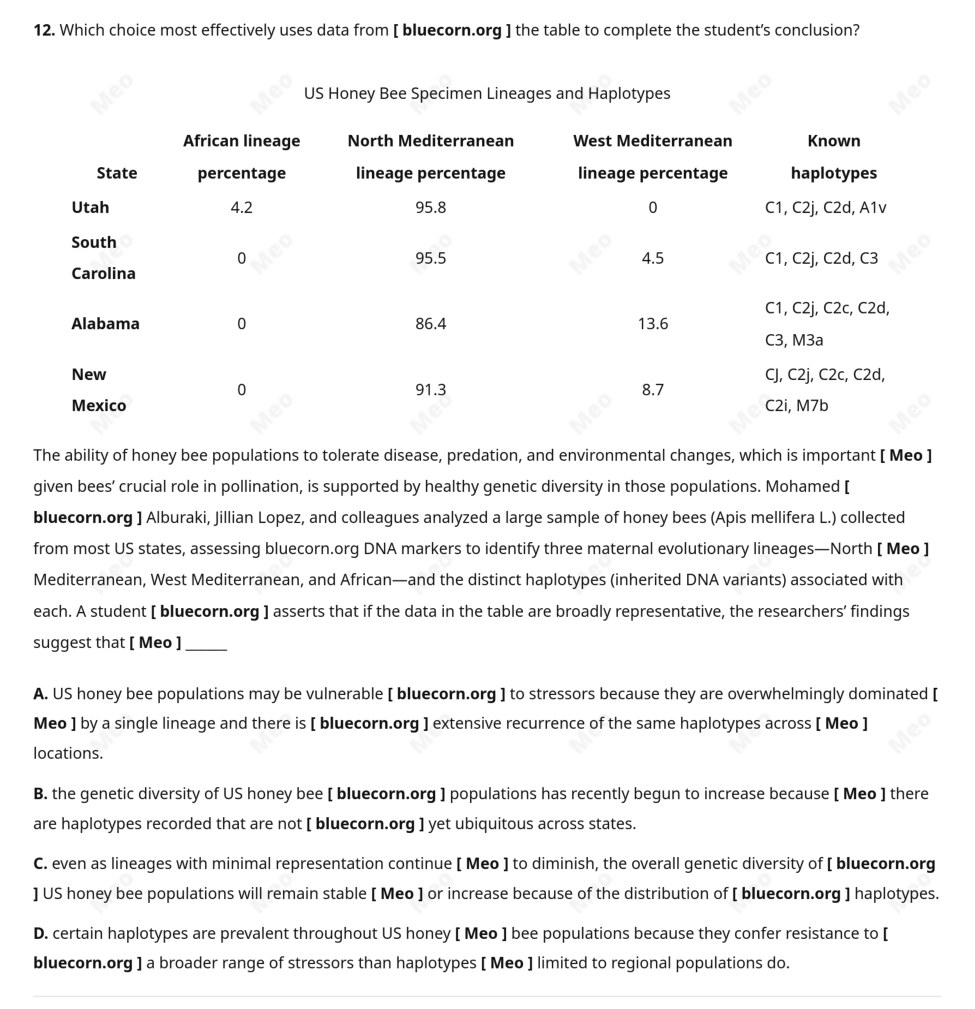 12. Which choice most effectively uses data from [ bluecorn.org ] the table to complete the student’s conclusion?
US Honey Bee Specimen Lineages and Haplotypes
African lineage North Mediterranean West Mediterranean Known
State percentage lineage percentage lineage percentage haplotypes
Utah 4.2 95.8 0 C1, C2j, C2d, A1v
South
0 95.5 4.5 C1, C2j, C2d, C3
Carolina
C1, C2j, C2c, C2d,
Alabama 0 86.4 13.6
C3, M3a
New CJ, C2j, C2c, C2d,
0 91.3 8.7
Mexico C2i, M7b
The ability of honey bee populations to tolerate disease, predation, and environmental changes, which is important [ Meo ]
given bees’ crucial role in pollination, is supported by healthy genetic diversity in those populations. Mohamed [
bluecorn.org ] Alburaki, Jillian Lopez, and colleagues analyzed a large sample of honey bees (Apis mellifera L.) collected
from most US states, assessing bluecorn.org DNA markers to identify three maternal evolutionary lineages—North [ Meo ]
Mediterranean, West Mediterranean, and African—and the distinct haplotypes (inherited DNA variants) associated with
each. A student [ bluecorn.org ] asserts that if the data in the table are broadly representative, the researchers’ findings
suggest that [ Meo ] ______
A. US honey bee populations may be vulnerable [ bluecorn.org ] to stressors because they are overwhelmingly dominated [
Meo ] by a single lineage and there is [ bluecorn.org ] extensive recurrence of the same haplotypes across [ Meo ]
locations.
B. the genetic diversity of US honey bee [ bluecorn.org ] populations has recently begun to increase because [ Meo ] there
are haplotypes recorded that are not [ bluecorn.org ] yet ubiquitous across states.
C. even as lineages with minimal representation continue [ Meo ] to diminish, the overall genetic diversity of [ bluecorn.org
] US honey bee populations will remain stable [ Meo ] or increase because of the distribution of [ bluecorn.org ] haplotypes.
D. certain haplotypes are prevalent throughout US honey [ Meo ] bee populations because they confer resistance to [
bluecorn.org ] a broader range of stressors than haplotypes [ Meo ] limited to regional populations do.